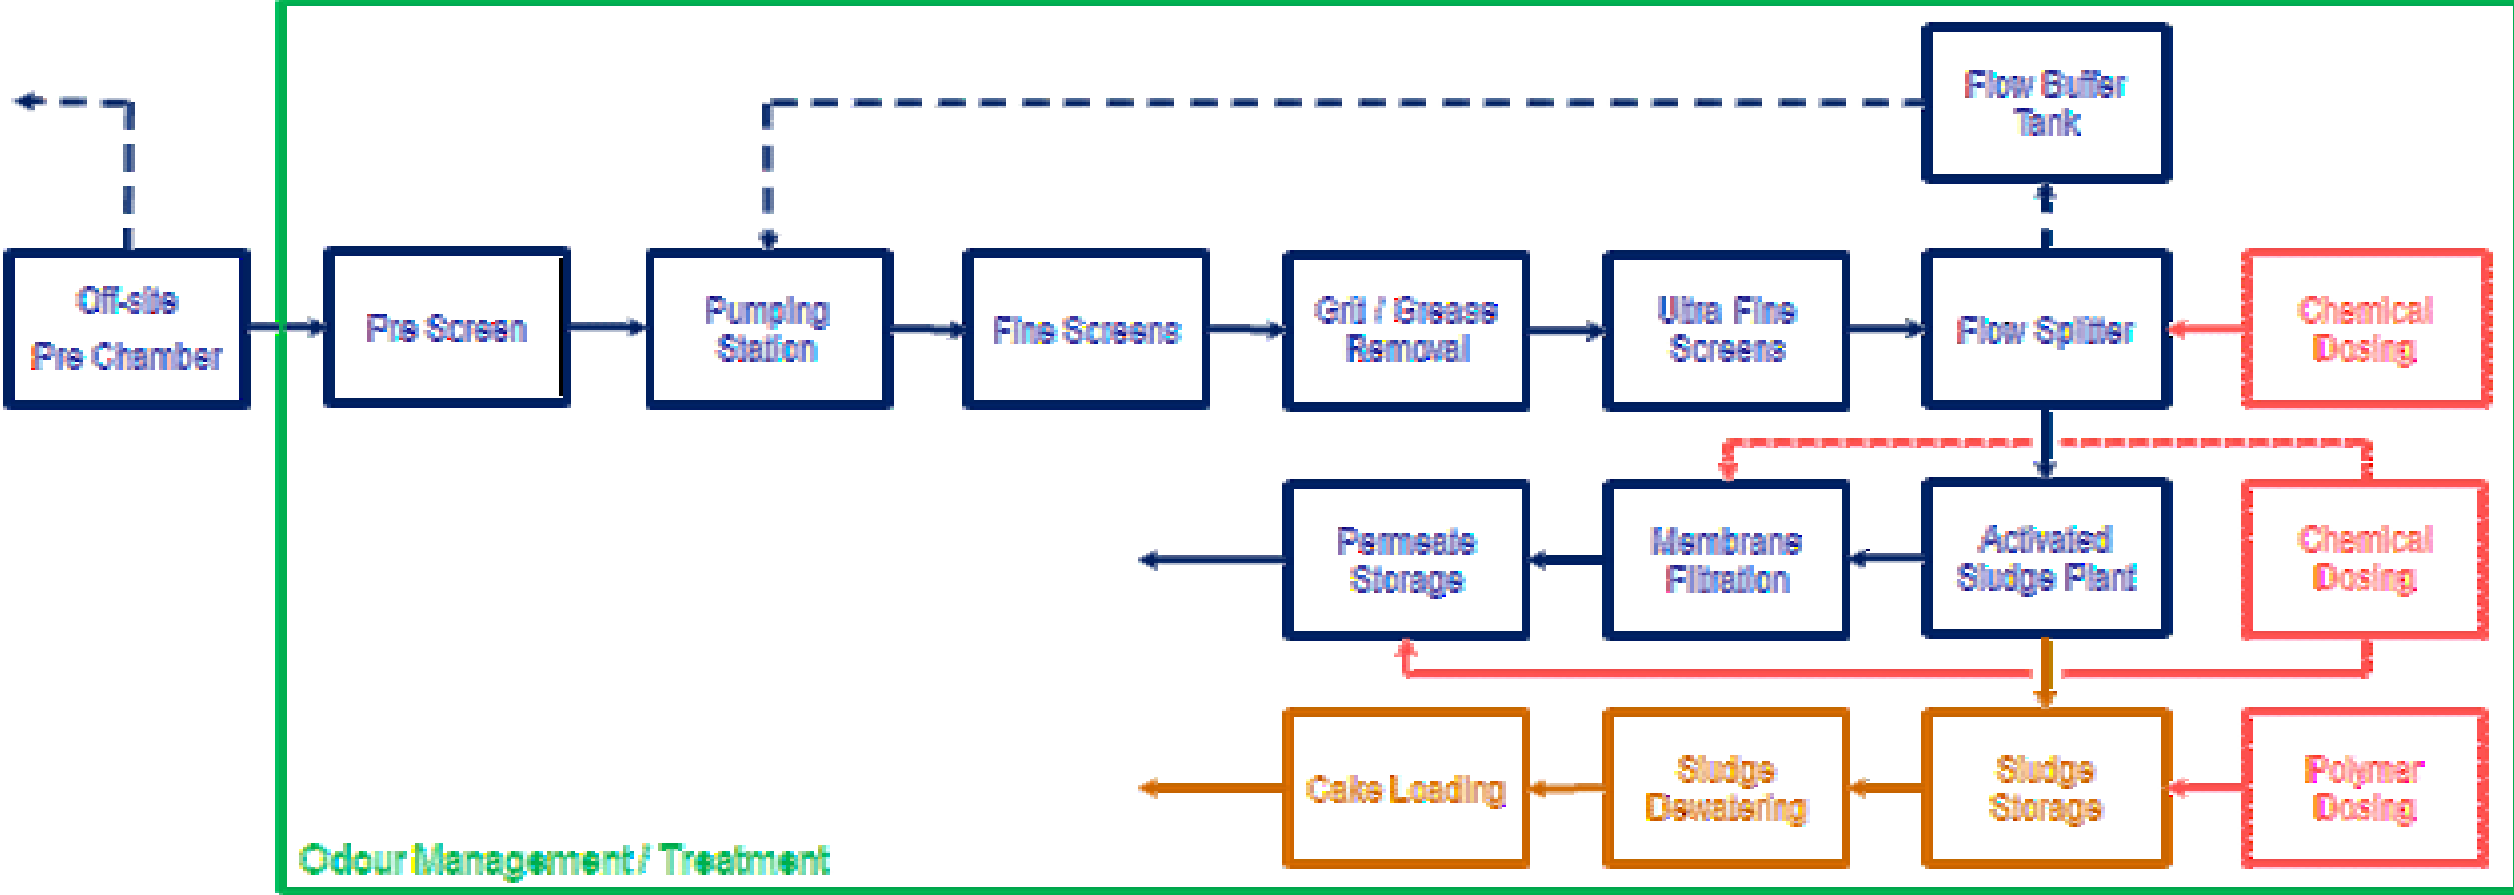 Flow Buffer
Tank
Off-site
Pre Chamber
Pre Screen
Pumping
Station
Fine Screens
Grit / Grease
Removal
Ultra Fine
Screens
Flow Splitter
Chemical
Dosing
Permeate
Storage
Membrane
Filtration
Activated
Sludge Plant
Chemical
Dosing
Cake Loading
Sludge
Dewatering
Sludge
Storage
Polymer
Dosing
Odour Management / Treatment